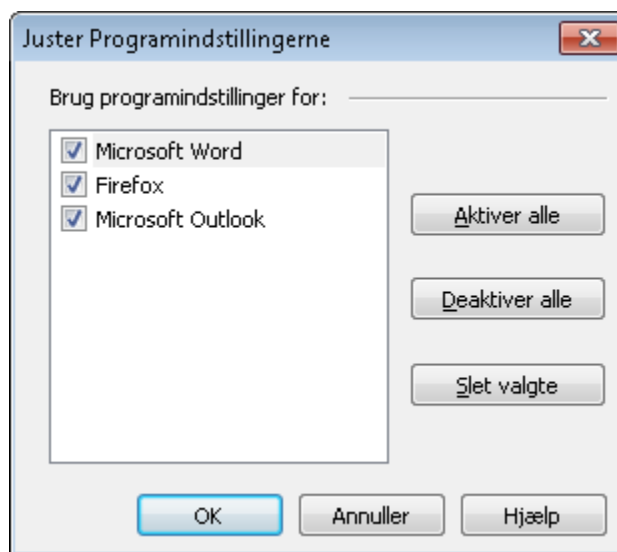 Juster Programindstillingerne
Brug programindstillinger for:
Microsoft Word
Firefox
Microsoft Outlook
Aktiver alle
Deaktiver alle
Slet valgte
OK
Annuller
Hjælp